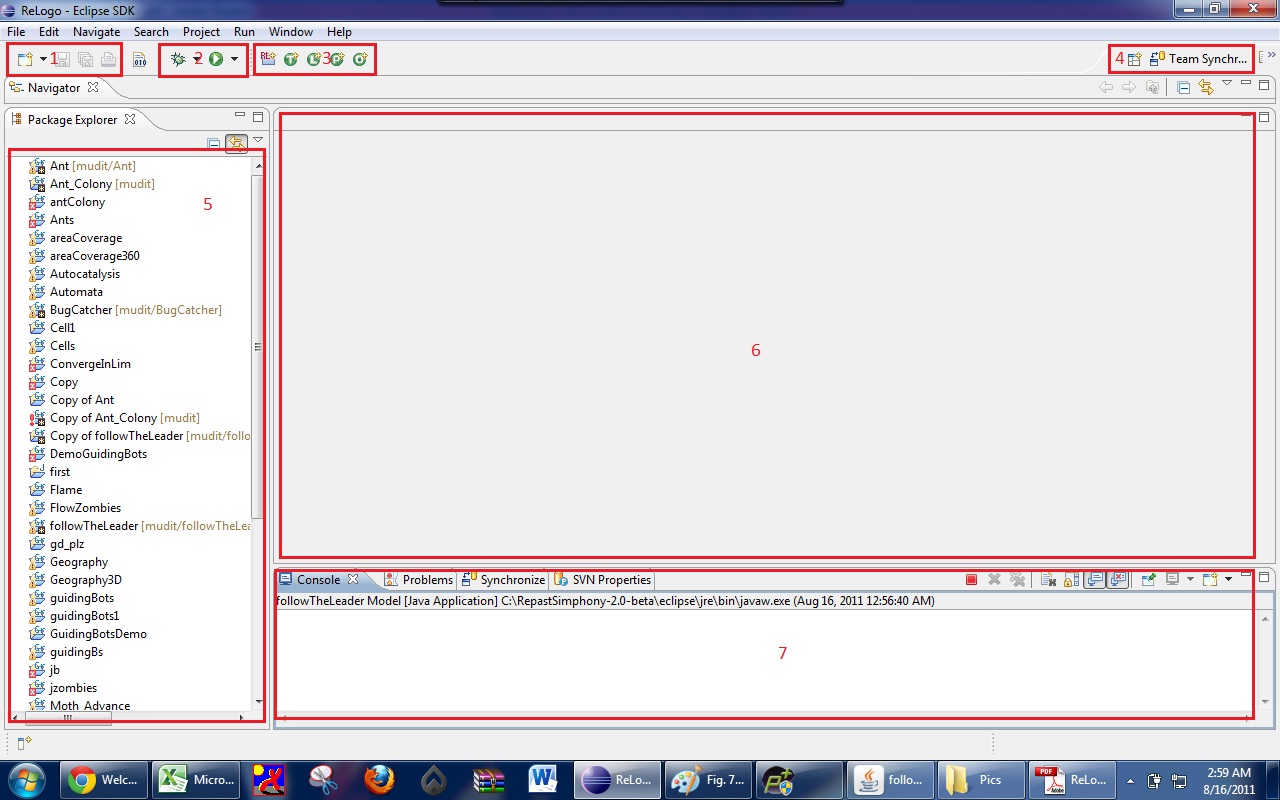 ReLogo - Eclipse SDK
File Edit Navigate Search Project Run Window Help
1 010 2 RL T L 3 P O 4 Team Synchr... »
Navigator
Package Explorer
Ant [mudit/Ant]
Ant_Colony [mudit]
antColony
5
Ants
areaCoverage
areaCoverage360
Autocatalysis
Automata
BugCatcher [mudit/BugCatcher]
Cell1
Cells
ConvergeInLim
Copy
Copy of Ant
Copy of Ant_Colony [mudit]
Copy of followTheLeader [mudit/follo
DemoGuidingBots
first
Flame
FlowZombies
followTheLeader [mudit/followTheLea
gd_plz
Geography
Geography3D
guidingBots
guidingBots1
GuidingBotsDemo
guidingBs
jb
jzombies
Moth_Advance
6
Console Problems Synchronize SVN Properties
followTheLeader Model [Java Application] C:\RepastSimphony-2.0-beta\eclipse\jre\bin\javaw.exe (Aug 16, 2011 12:56:40 AM)
7
Welc... Micro... ReLo... Fig. 7... follo... Pics ReLo...
2:59 AM
8/16/2011